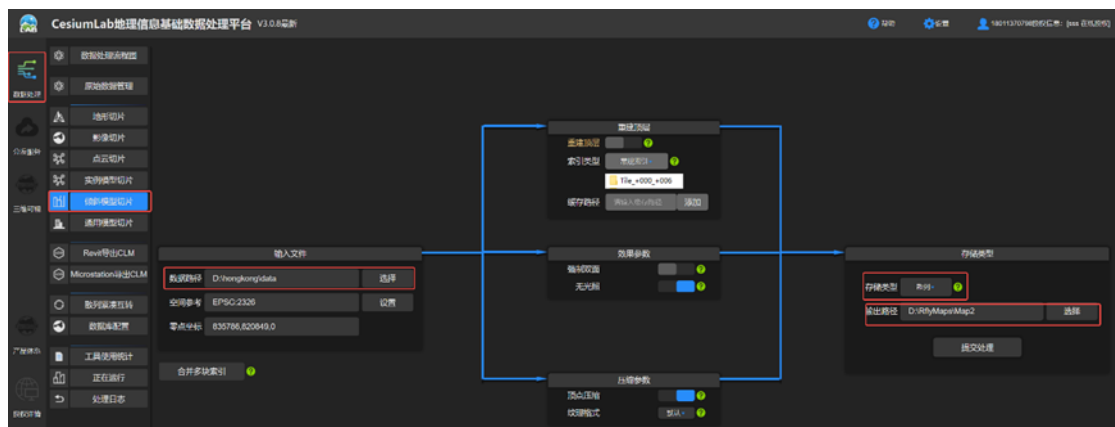 CesiumLab地理信息基础数据处理平台 V3.0.8最新
帮助
设置
数据处理流程图
数据处理
原始数据管理
地形切片
影像切片
点云切片
实例模型切片
倾斜模型切片
通用模型切片
Revit导出CLM
Microstation导出CLM
散列紧凑互转
数据库配置
工具使用统计
正在运行
处理日志
输入文件
数据路径 D:\hongkong\data 选择
空间参考 EPSG:2326 设置
零点坐标 835786,820849,0
合并多块索引
重建顶层
重建顶层
索引类型
Tile_+000_+006
缓存路径 添加
效果参数
强制双面
无光照
压缩参数
顶点压缩
纹理格式 默认
存储类型
存储类型 散列
输出路径 D:\RflyMaps\Map2 选择
提交处理